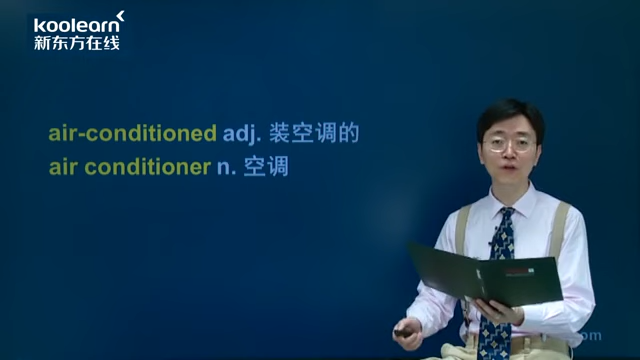 koolearn
新东方在线
air-conditioned adj. 装空调的
air conditioner n. 空调